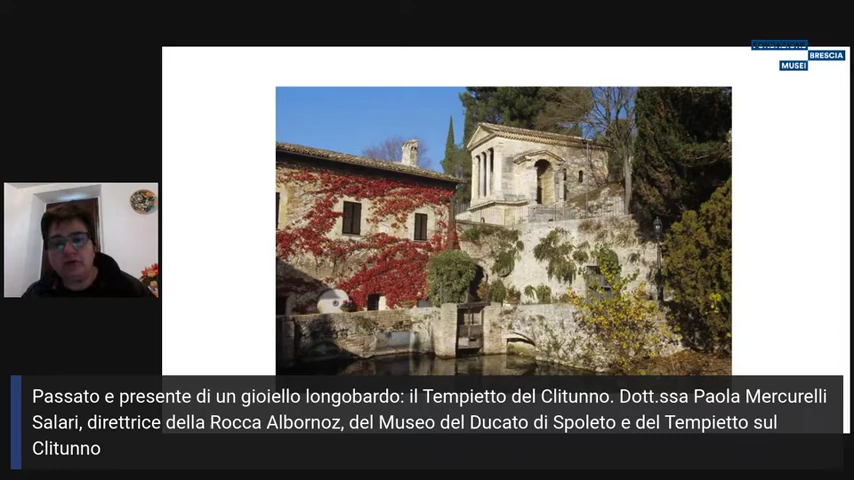 FONDAZIONE
BRESCIA
MUSEI
Passato e presente di un gioiello longobardo: il Tempietto del Clitunno. Dott.ssa Paola Mercurelli
Salari, direttrice della Rocca Albornoz, del Museo del Ducato di Spoleto e del Tempietto sul
Clitunno